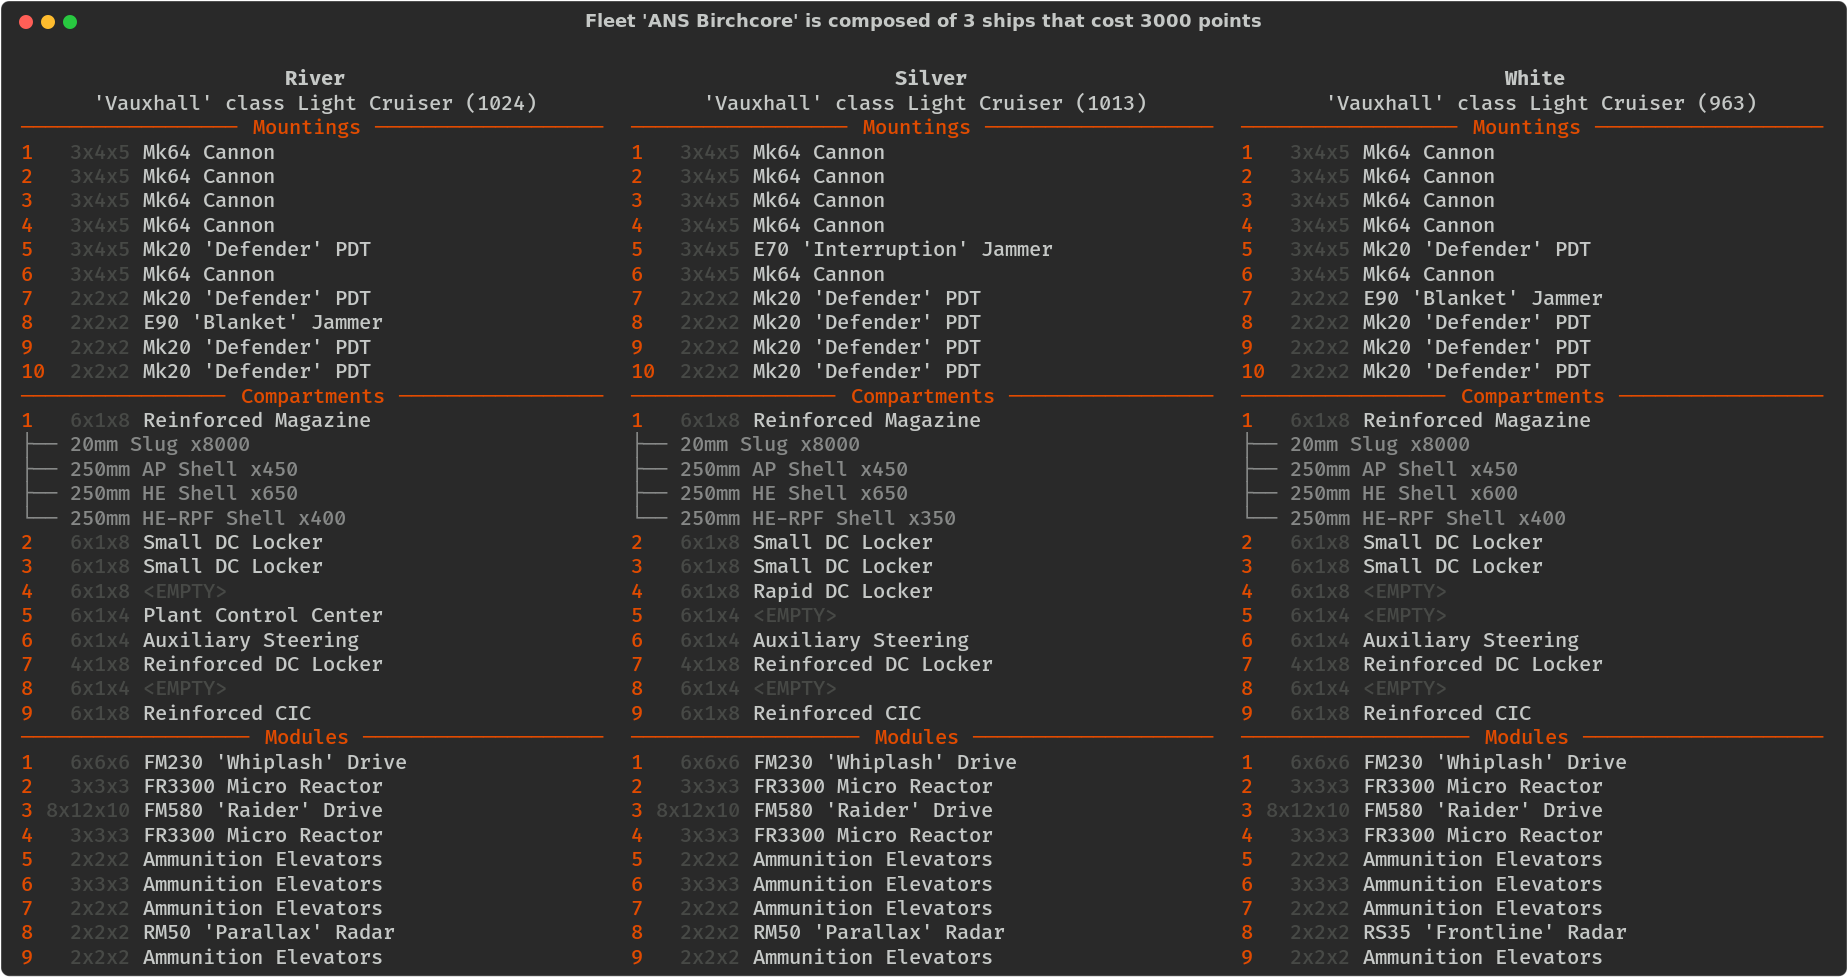 Fleet 'ANS Birchcore' is composed of 3 ships that cost 3000 points
River
'Vauxhall' class Light Cruiser (1024)
Mountings
1 3x4x5 Mk64 Cannon
2 3x4x5 Mk64 Cannon
3 3x4x5 Mk64 Cannon
4 3x4x5 Mk64 Cannon
5 3x4x5 Mk20 'Defender' PDT
6 3x4x5 Mk64 Cannon
7 2x2x2 Mk20 'Defender' PDT
8 2x2x2 E90 'Blanket' Jammer
9 2x2x2 Mk20 'Defender' PDT
10 2x2x2 Mk20 'Defender' PDT
Compartments
1 6x1x8 Reinforced Magazine
20mm Slug x8000
250mm AP Shell x450
250mm HE Shell x650
250mm HE-RPF Shell x400
2 6x1x8 Small DC Locker
3 6x1x8 Small DC Locker
4 6x1x8 <EMPTY>
5 6x1x4 Plant Control Center
6 6x1x4 Auxiliary Steering
7 4x1x8 Reinforced DC Locker
8 6x1x4 <EMPTY>
9 6x1x8 Reinforced CIC
Modules
1 6x6x6 FM230 'Whiplash' Drive
2 3x3x3 FR3300 Micro Reactor
3 8x12x10 FM580 'Raider' Drive
4 3x3x3 FR3300 Micro Reactor
5 2x2x2 Ammunition Elevators
6 3x3x3 Ammunition Elevators
7 2x2x2 Ammunition Elevators
8 2x2x2 RM50 'Parallax' Radar
9 2x2x2 Ammunition Elevators
Silver
'Vauxhall' class Light Cruiser (1013)
Mountings
1 3x4x5 Mk64 Cannon
2 3x4x5 Mk64 Cannon
3 3x4x5 Mk64 Cannon
4 3x4x5 Mk64 Cannon
5 3x4x5 E70 'Interruption' Jammer
6 3x4x5 Mk64 Cannon
7 2x2x2 Mk20 'Defender' PDT
8 2x2x2 Mk20 'Defender' PDT
9 2x2x2 Mk20 'Defender' PDT
10 2x2x2 Mk20 'Defender' PDT
Compartments
1 6x1x8 Reinforced Magazine
20mm Slug x8000
250mm AP Shell x450
250mm HE Shell x650
250mm HE-RPF Shell x350
2 6x1x8 Small DC Locker
3 6x1x8 Small DC Locker
4 6x1x8 Rapid DC Locker
5 6x1x4 <EMPTY>
6 6x1x4 Auxiliary Steering
7 4x1x8 Reinforced DC Locker
8 6x1x4 <EMPTY>
9 6x1x8 Reinforced CIC
Modules
1 6x6x6 FM230 'Whiplash' Drive
2 3x3x3 FR3300 Micro Reactor
3 8x12x10 FM580 'Raider' Drive
4 3x3x3 FR3300 Micro Reactor
5 2x2x2 Ammunition Elevators
6 3x3x3 Ammunition Elevators
7 2x2x2 Ammunition Elevators
8 2x2x2 RM50 'Parallax' Radar
9 2x2x2 Ammunition Elevators
White
'Vauxhall' class Light Cruiser (963)
Mountings
1 3x4x5 Mk64 Cannon
2 3x4x5 Mk64 Cannon
3 3x4x5 Mk64 Cannon
4 3x4x5 Mk64 Cannon
5 3x4x5 Mk20 'Defender' PDT
6 3x4x5 Mk64 Cannon
7 2x2x2 E90 'Blanket' Jammer
8 2x2x2 Mk20 'Defender' PDT
9 2x2x2 Mk20 'Defender' PDT
10 2x2x2 Mk20 'Defender' PDT
Compartments
1 6x1x8 Reinforced Magazine
20mm Slug x8000
250mm AP Shell x450
250mm HE Shell x600
250mm HE-RPF Shell x400
2 6x1x8 Small DC Locker
3 6x1x8 Small DC Locker
4 6x1x8 <EMPTY>
5 6x1x4 <EMPTY>
6 6x1x4 Auxiliary Steering
7 4x1x8 Reinforced DC Locker
8 6x1x4 <EMPTY>
9 6x1x8 Reinforced CIC
Modules
1 6x6x6 FM230 'Whiplash' Drive
2 3x3x3 FR3300 Micro Reactor
3 8x12x10 FM580 'Raider' Drive
4 3x3x3 FR3300 Micro Reactor
5 2x2x2 Ammunition Elevators
6 3x3x3 Ammunition Elevators
7 2x2x2 Ammunition Elevators
8 2x2x2 RS35 'Frontline' Radar
9 2x2x2 Ammunition Elevators